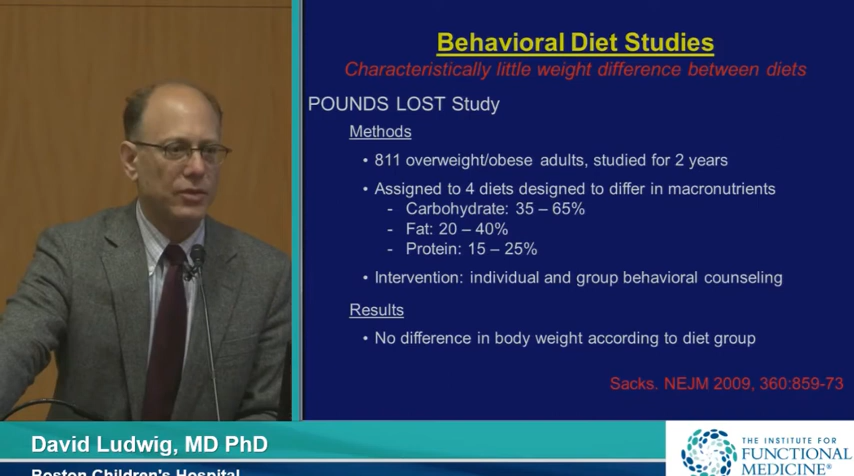 Behavioral Diet Studies
Characteristically little weight difference between diets
POUNDS LOST Study
Methods
• 811 overweight/obese adults, studied for 2 years
• Assigned to 4 diets designed to differ in macronutrients
- Carbohydrate: 35 – 65%
- Fat: 20 – 40%
- Protein: 15 – 25%
• Intervention: individual and group behavioral counseling
Results
• No difference in body weight according to diet group
Sacks. NEJM 2009, 360:859-73
David Ludwig, MD PhD
Boston Children's Hospital
THE INSTITUTE FOR
FUNCTIONAL
MEDICINE®